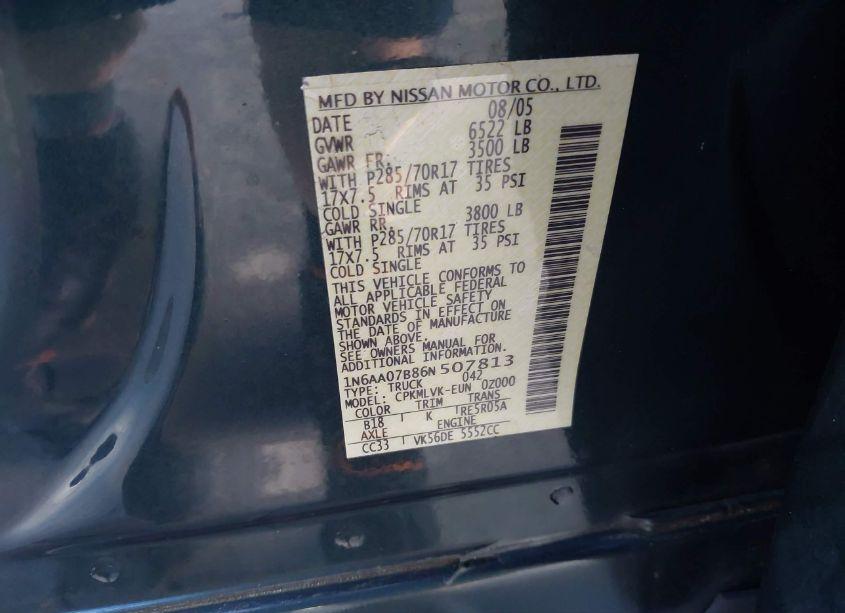 MFD BY NISSAN MOTOR CO., LTD.
DATE 08/05
GVWR 6522 LB
GAWR FR. 3500 LB
WITH P285/70R17 TIRES
17X7.5 RIMS AT 35 PSI
COLD SINGLE
GAWR RR. 3800 LB
WITH P285/70R17 TIRES
17X7.5 RIMS AT 35 PSI
COLD SINGLE
THIS VEHICLE CONFORMS TO
ALL APPLICABLE FEDERAL
MOTOR VEHICLE SAFETY
STANDARDS IN EFFECT ON
THE DATE OF MANUFACTURE
SHOWN ABOVE.
SEE OWNERS MANUAL FOR
ADDITIONAL INFORMATION.
1N6AA07B86N507813
TYPE: TRUCK 042
MODEL: CPKMLVK-EUN 0Z000
COLOR TRIM TRANS
B18 K RE5R05A
AXLE ENGINE
CC33 VK56DE 5552CC